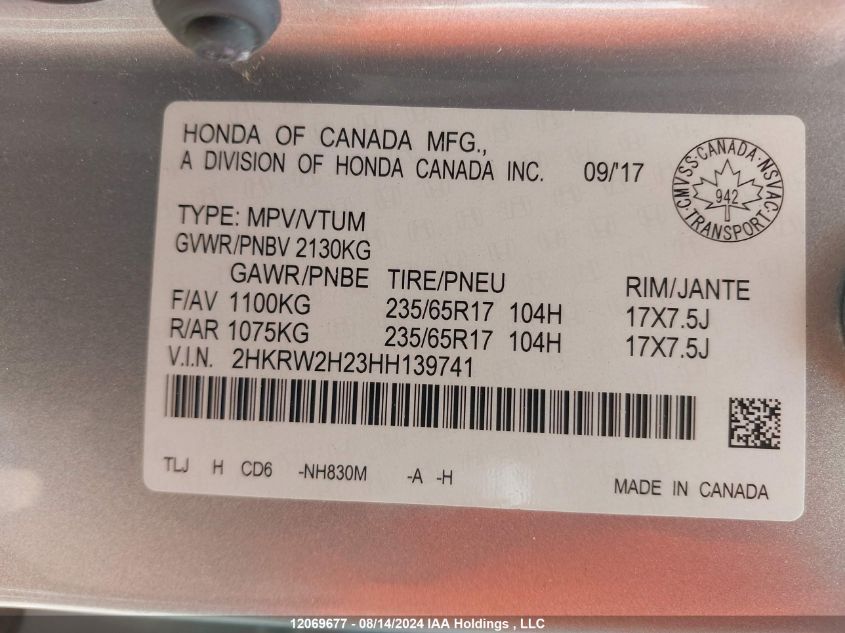 HONDA OF CANADA MFG.,
A DIVISION OF HONDA CANADA INC. 09/'17
CMVSS · CANADA · NSVAC
942
TRANSPORT
TYPE: MPV/VTUM
GVWR/PNBV 2130KG
GAWR/PNBE TIRE/PNEU RIM/JANTE
F/AV 1100KG 235/65R17 104H 17X7.5J
R/AR 1075KG 235/65R17 104H 17X7.5J
V.I.N. 2HKRW2H23HH139741
TLJ H CD6 -NH830M -A -H
MADE IN CANADA
12069677 - 08/14/2024 IAA Holdings , LLC